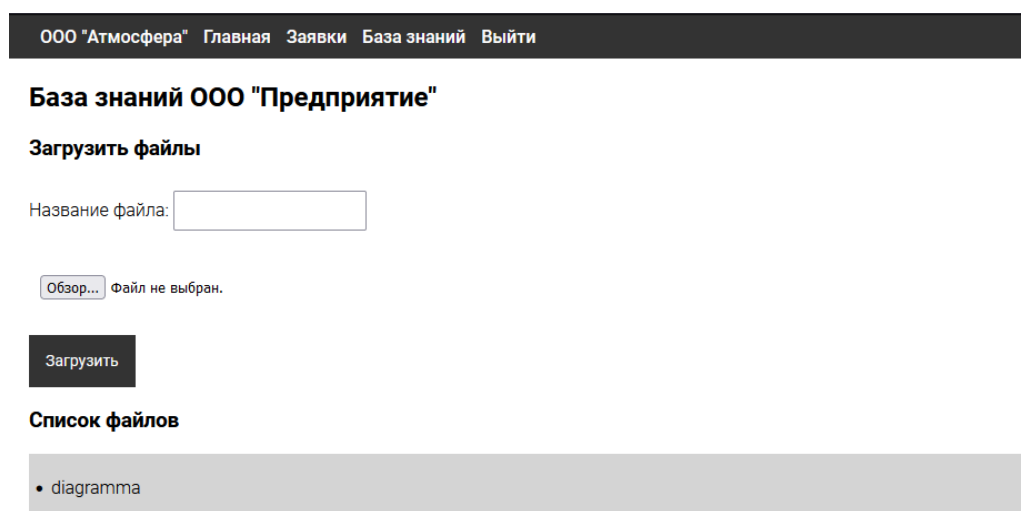 ООО "Атмосфера" Главная Заявки База знаний Выйти
База знаний ООО "Предприятие"
Загрузить файлы
Название файла:
Обзор... Файл не выбран.
Загрузить
Список файлов
• diagramma